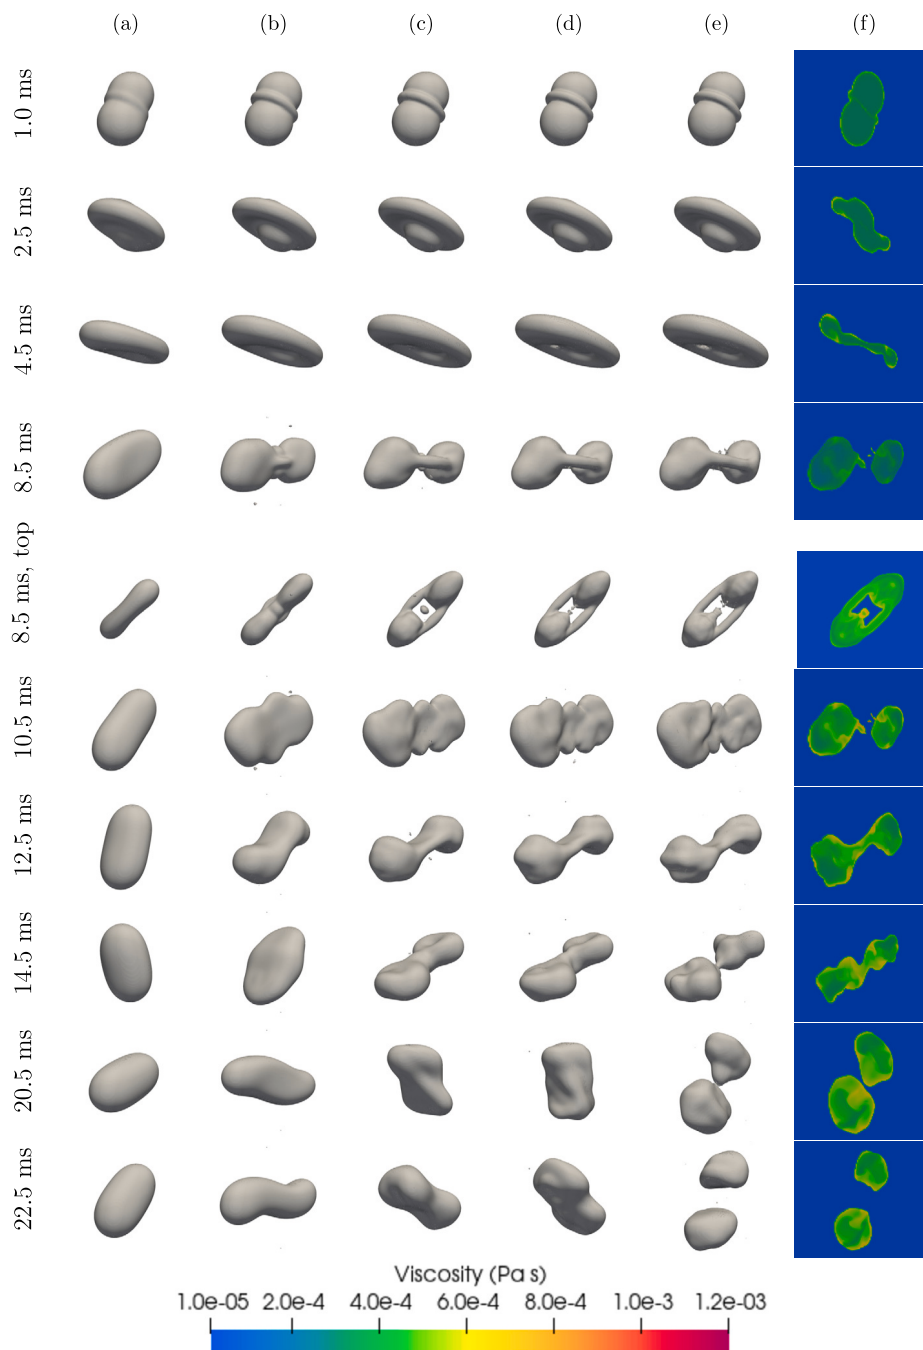 (a) (b) (c) (d) (e) (f)
1.0 ms
2.5 ms
4.5 ms
8.5 ms
8.5 ms, top
10.5 ms
12.5 ms
14.5 ms
20.5 ms
22.5 ms
Viscosity (Pa s)
1.0e-05 2.0e-4 4.0e-4 6.0e-4 8.0e-4 1.0e-3 1.2e-03